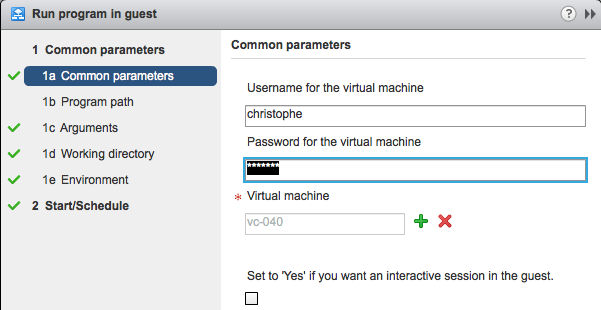 Run program in guest
?
1 Common parameters
1a Common parameters
1b Program path
1c Arguments
1d Working directory
1e Environment
2 Start/Schedule
Common parameters
Username for the virtual machine
christophe
Password for the virtual machine
*******
* Virtual machine
vc-040
Set to 'Yes' if you want an interactive session in the guest.